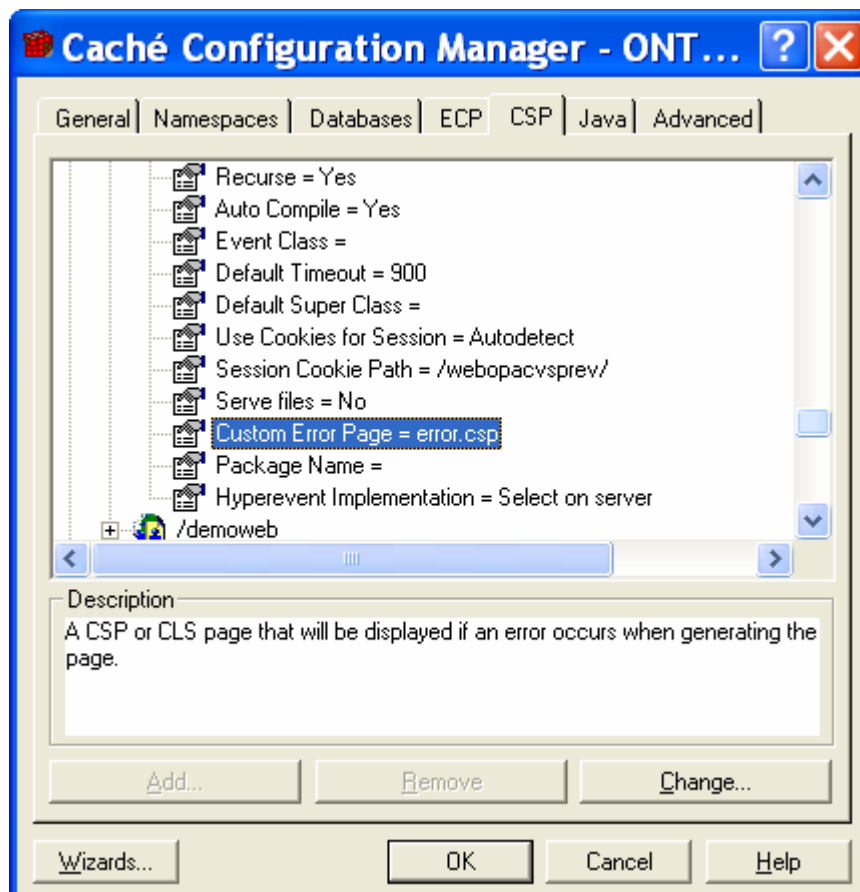 Caché Configuration Manager - ONT...
General Namespaces Databases ECP CSP Java Advanced
Recurse = Yes
Auto Compile = Yes
Event Class =
Default Timeout = 900
Default Super Class =
Use Cookies for Session = Autodetect
Session Cookie Path = /webopacvsprev/
Serve files = No
Custom Error Page = error.csp
Package Name =
Hyperevent Implementation = Select on server
/demoweb
Description
A CSP or CLS page that will be displayed if an error occurs when generating the
page.
Add... Remove Change...
Wizards... OK Cancel Help